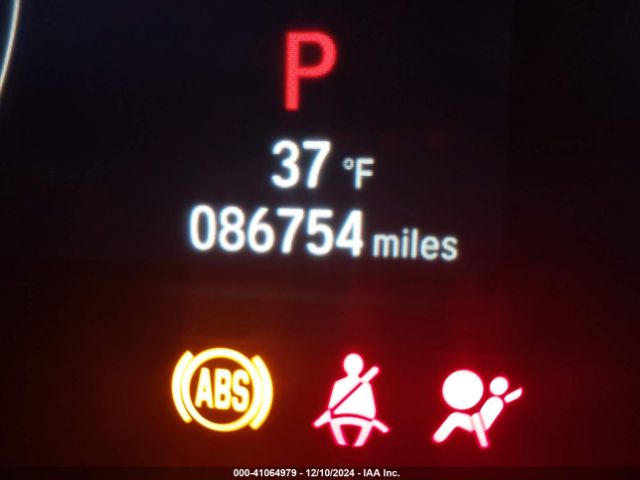 P
37 °F
086754 miles
ABS
000-41064979 - 12/10/2024 - IAA Inc.